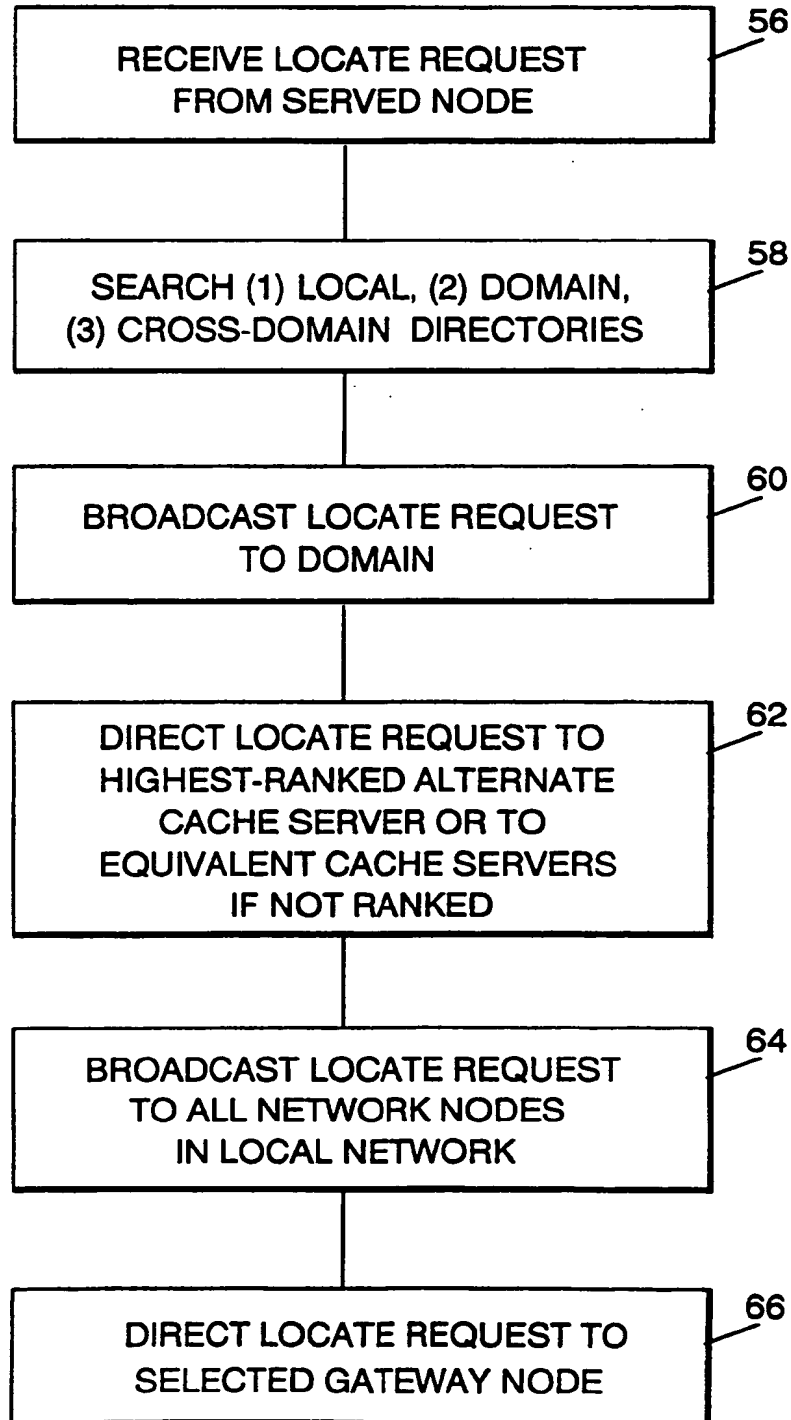 56
RECEIVE LOCATE REQUEST
FROM SERVED NODE
58
SEARCH (1) LOCAL, (2) DOMAIN,
(3) CROSS-DOMAIN DIRECTORIES
60
BROADCAST LOCATE REQUEST
TO DOMAIN
62
DIRECT LOCATE REQUEST TO
HIGHEST-RANKED ALTERNATE
CACHE SERVER OR TO
EQUIVALENT CACHE SERVERS
IF NOT RANKED
64
BROADCAST LOCATE REQUEST
TO ALL NETWORK NODES
IN LOCAL NETWORK
66
DIRECT LOCATE REQUEST TO
SELECTED GATEWAY NODE